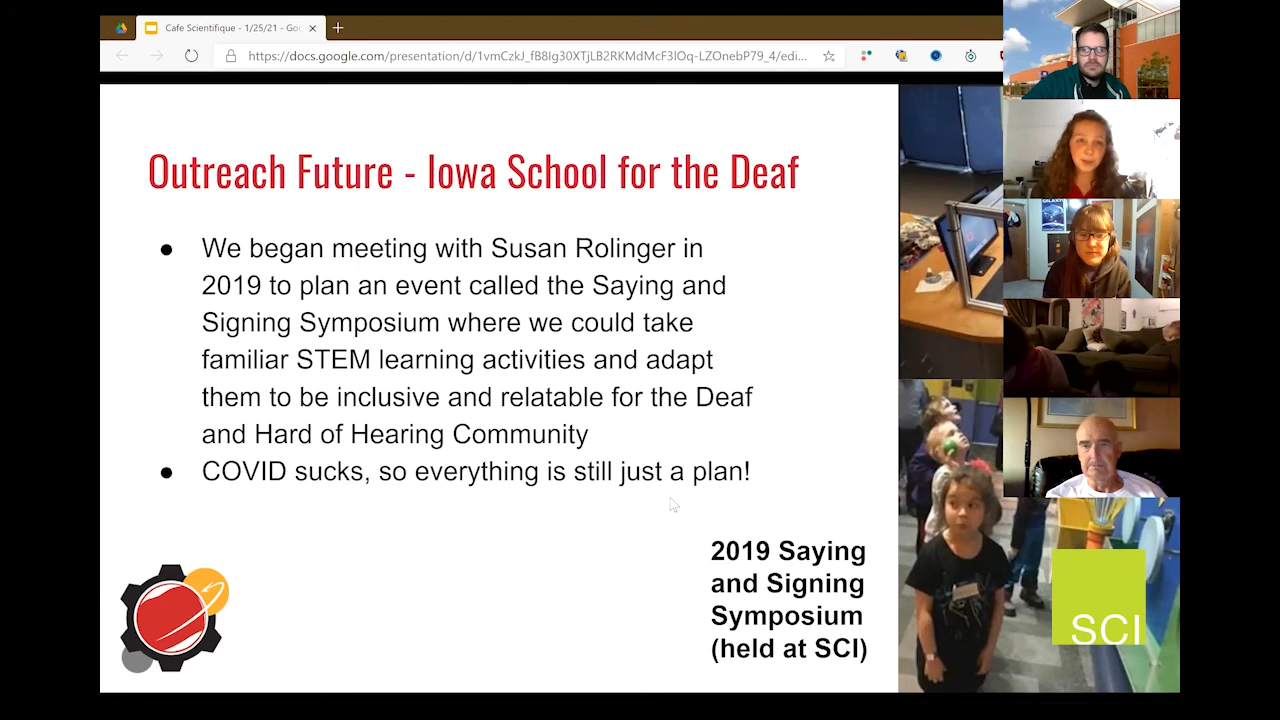 Cafe Scientifique - 1/25/21 - Goo
https://docs.google.com/presentation/d/1vmCzkJ_fB8Ig30XTjLB2RKMdMcF3lOq-LZOnebP79_4/edi...
Outreach Future - Iowa School for the Deaf
● We began meeting with Susan Rolinger in
2019 to plan an event called the Saying and
Signing Symposium where we could take
familiar STEM learning activities and adapt
them to be inclusive and relatable for the Deaf
and Hard of Hearing Community
● COVID sucks, so everything is still just a plan!
2019 Saying
and Signing
Symposium
(held at SCI)
SCI